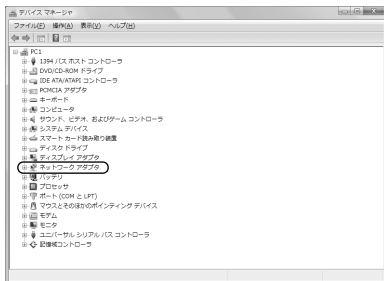 デバイス マネージャ
ファイル(F) 操作(A) 表示(V) ヘルプ(H)
PC1
1394 バス ホスト コントローラ
DVD/CD-ROM ドライブ
IDE ATA/ATAPI コントローラ
PCMCIA アダプタ
キーボード
コンピュータ
サウンド、ビデオ、およびゲーム コントローラ
システム デバイス
スマート カード読み取り装置
ディスク ドライブ
ディスプレイ アダプタ
ネットワーク アダプタ
バッテリ
プロセッサ
ポート (COM と LPT)
マウスとそのほかのポインティング デバイス
モデム
モニタ
ユニバーサル シリアル バス コントローラ
記憶域コントローラ